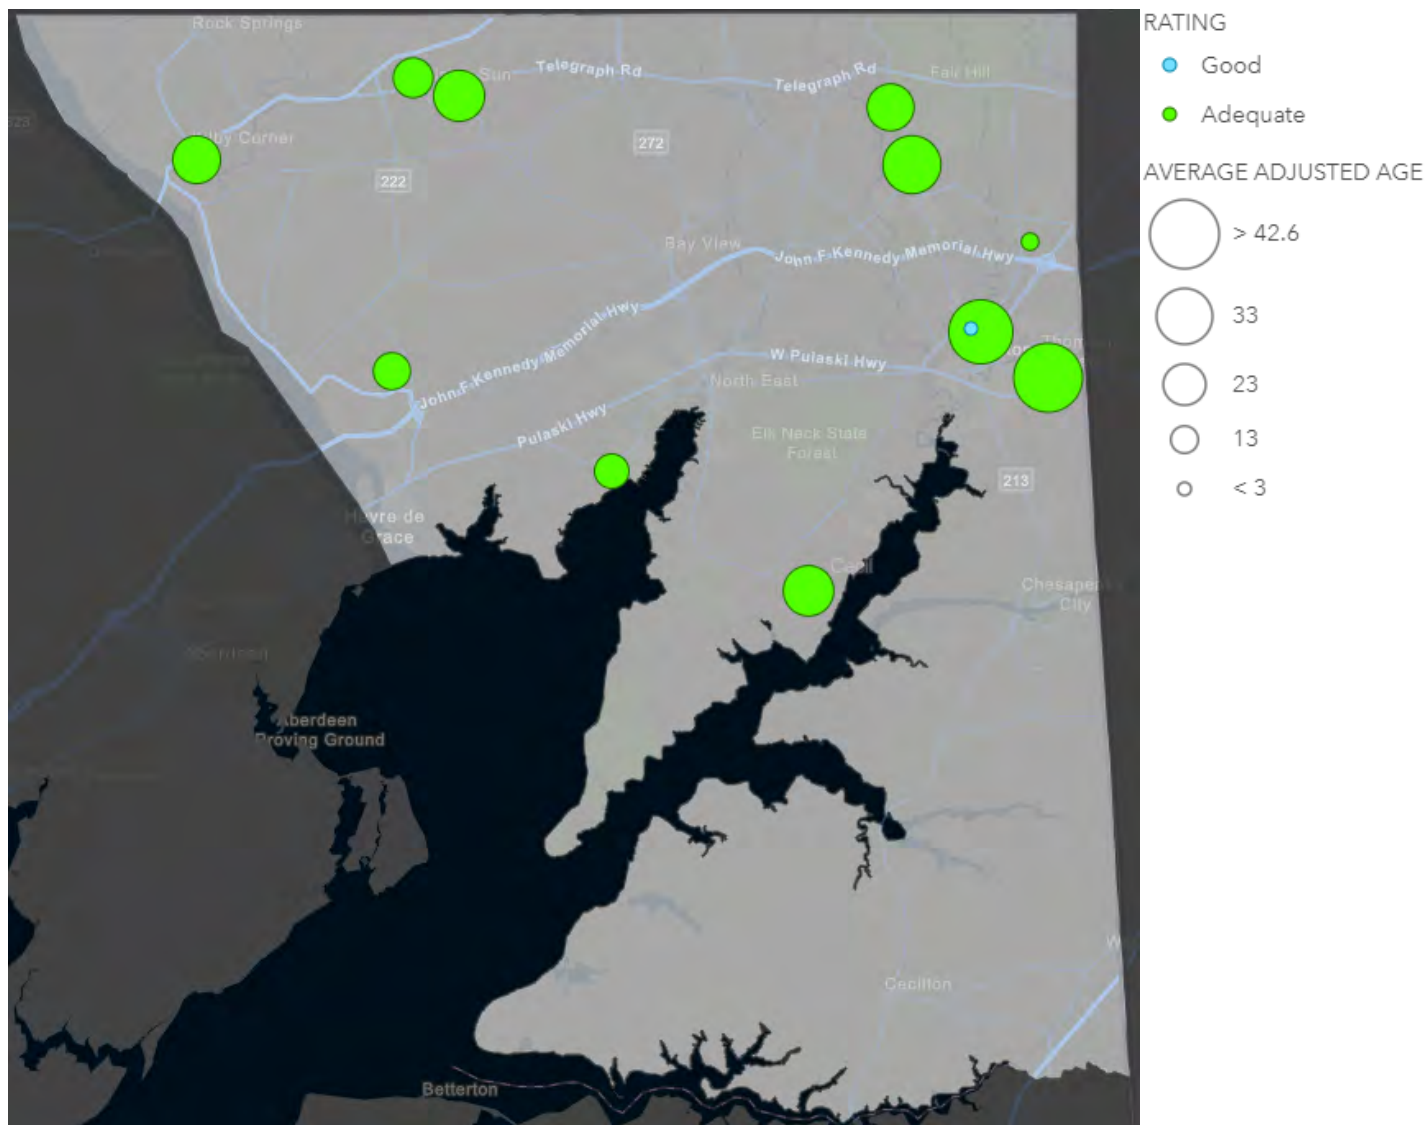 Rock Springs
Sun
Telegraph Rd
Telegraph Rd
Fair Hill
Corner
272
222
Bay View
John F Kennedy Memorial Hwy
John F Kennedy Memorial Hwy
W Pulaski Hwy
North East
Pulaski Hwy
Elk Neck State
Forest
213
Havre de
Grace
Cecil
Chesapeake
City
Aberdeen
Aberdeen
Proving Ground
Cecilton
W
Betterton
RATING
Good
Adequate
AVERAGE ADJUSTED AGE
> 42.6
33
23
13
< 3